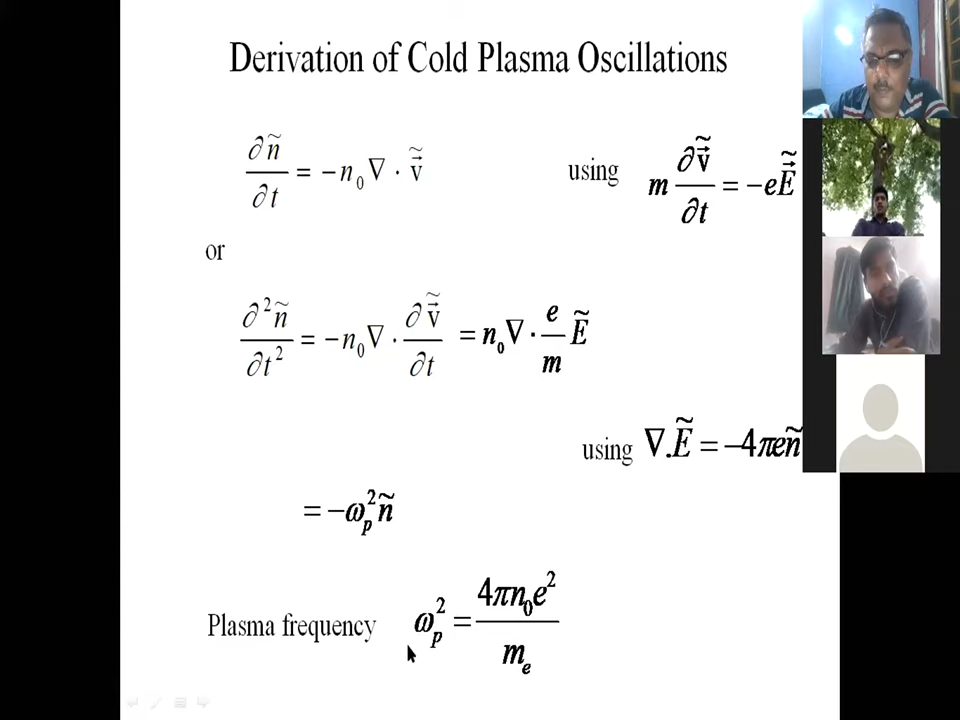 Derivation of Cold Plasma Oscillations
∂ñ/∂t = −n₀∇ · ṽ⃗ using m ∂ṽ⃗/∂t = −eẼ⃗
or
∂²ñ/∂t² = −n₀∇ · ∂ṽ⃗/∂t = n₀∇ · e/m Ẽ
using ∇.Ẽ = −4πeñ
= −ωₚ²ñ
Plasma frequency ωₚ² = 4πn₀e²/mₑ